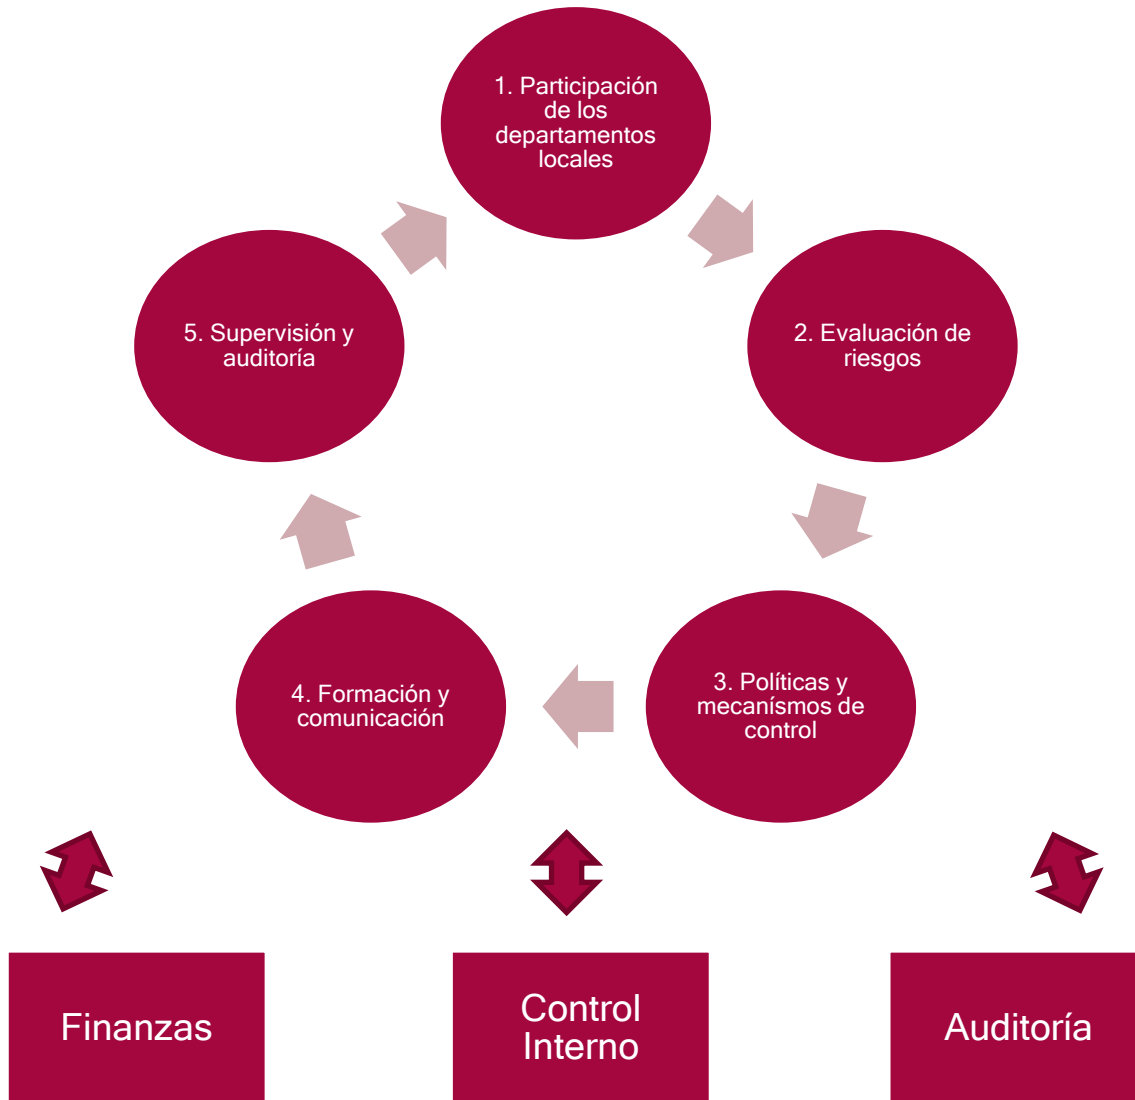 1. Participación
de los
departamentos
locales
2. Evaluación de
riesgos
3. Políticas y
mecanísmos de
control
4. Formación y
comunicación
5. Supervisión y
auditoría
Finanzas
Control
Interno
Auditoría